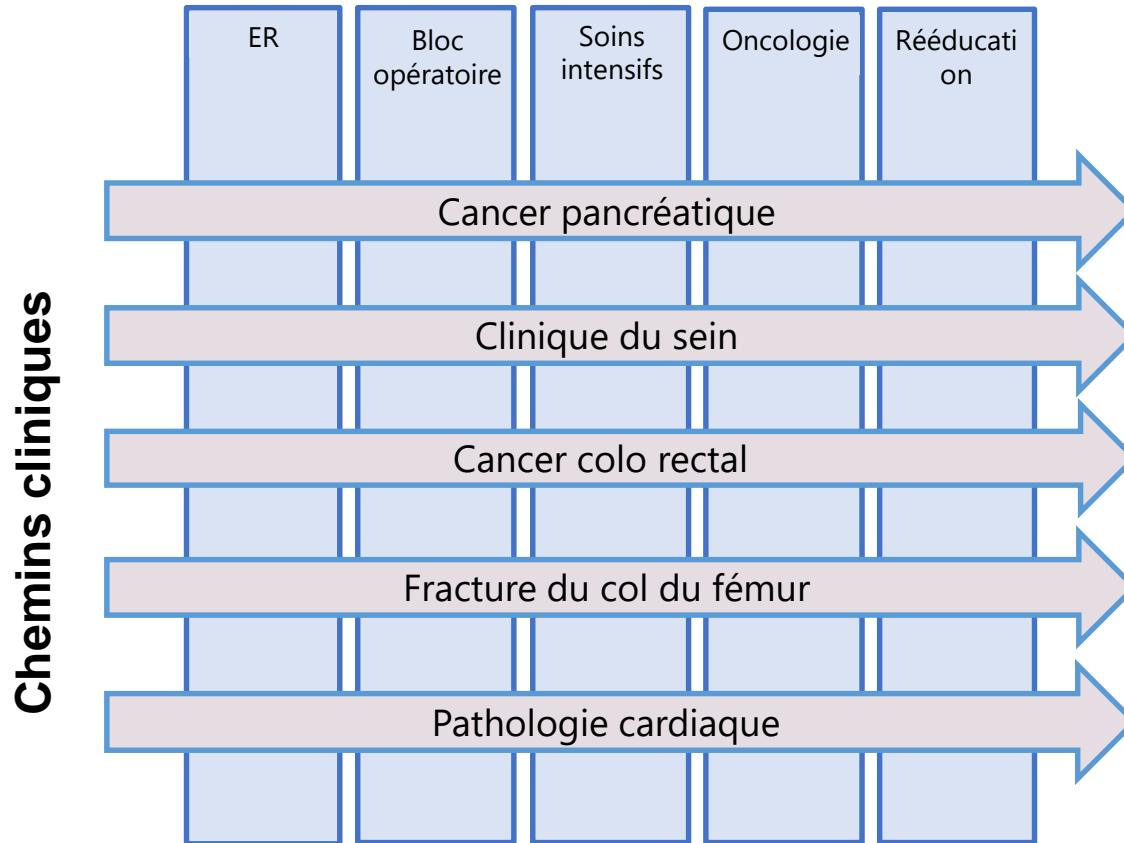 ER
Bloc
opératoire
Soins
intensifs
Oncologie
Rééducati
on
Chemins cliniques
Cancer pancréatique
Clinique du sein
Cancer colo rectal
Fracture du col du fémur
Pathologie cardiaque